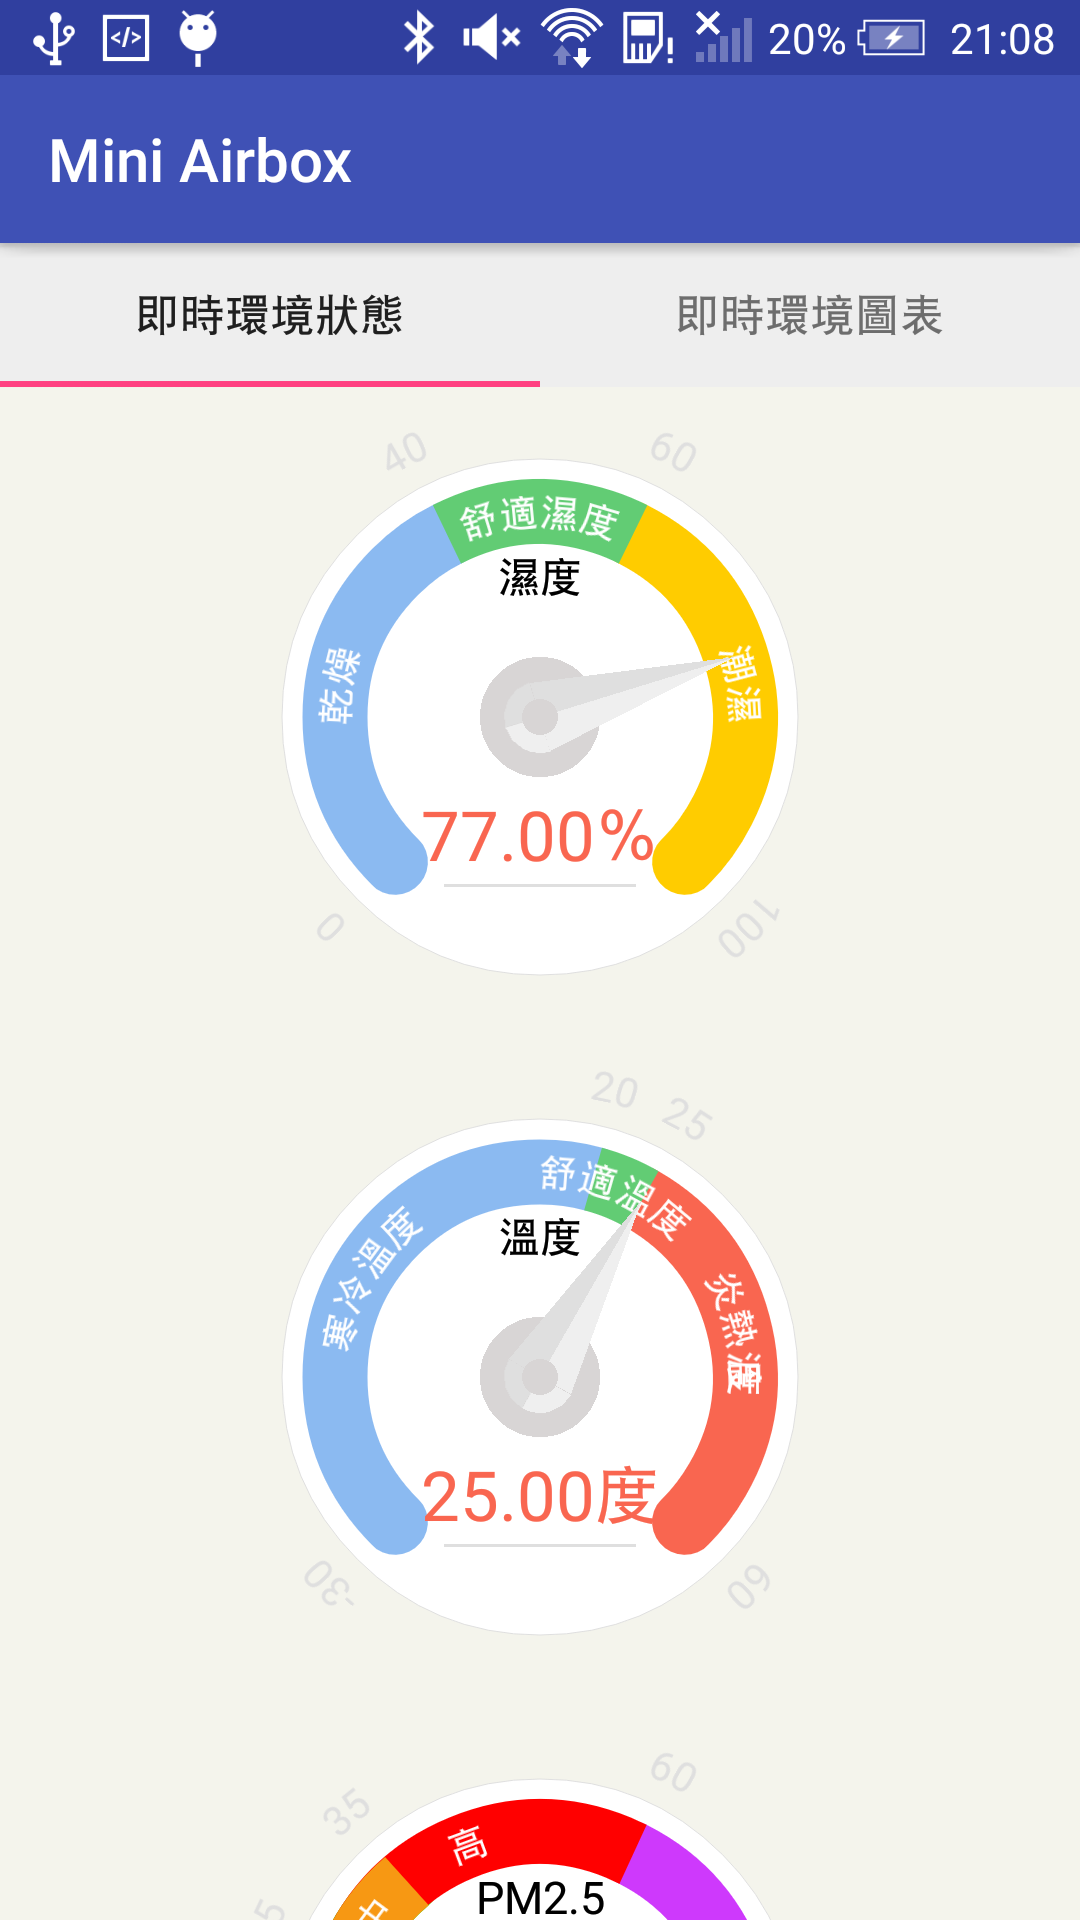 20% 21:08
Mini Airbox
即時環境狀態 即時環境圖表
40 60
舒適濕度
濕度
乾燥 潮濕
77.00%
0 100
20 25
舒適溫度
溫度
寒冷溫度 炎熱溫度
25.00度
-30 60
35 60
高
PM2.5
中